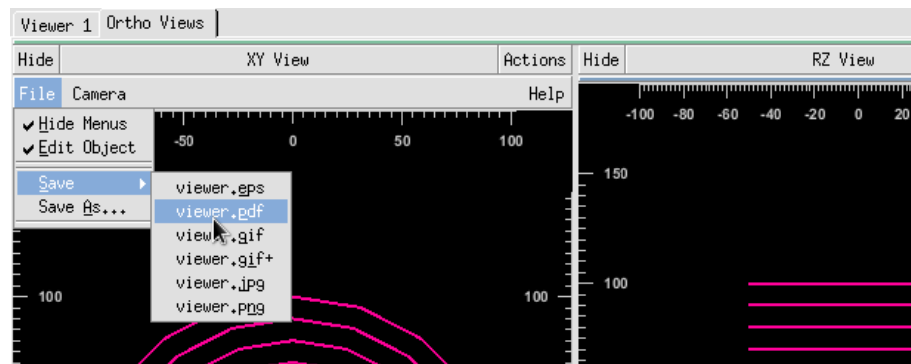 Viewer 1 Ortho Views
Hide XY View Actions Hide RZ View
File Camera Help
-100 -80 -60 -40 -20 0 20
Hide Menus
Edit Object
-50 0 50 100
Save
Save As...
150
viewer.eps
viewer.pdf
viewer.gif
viewer.gif+
viewer.jpg
viewer.png
100 100 100